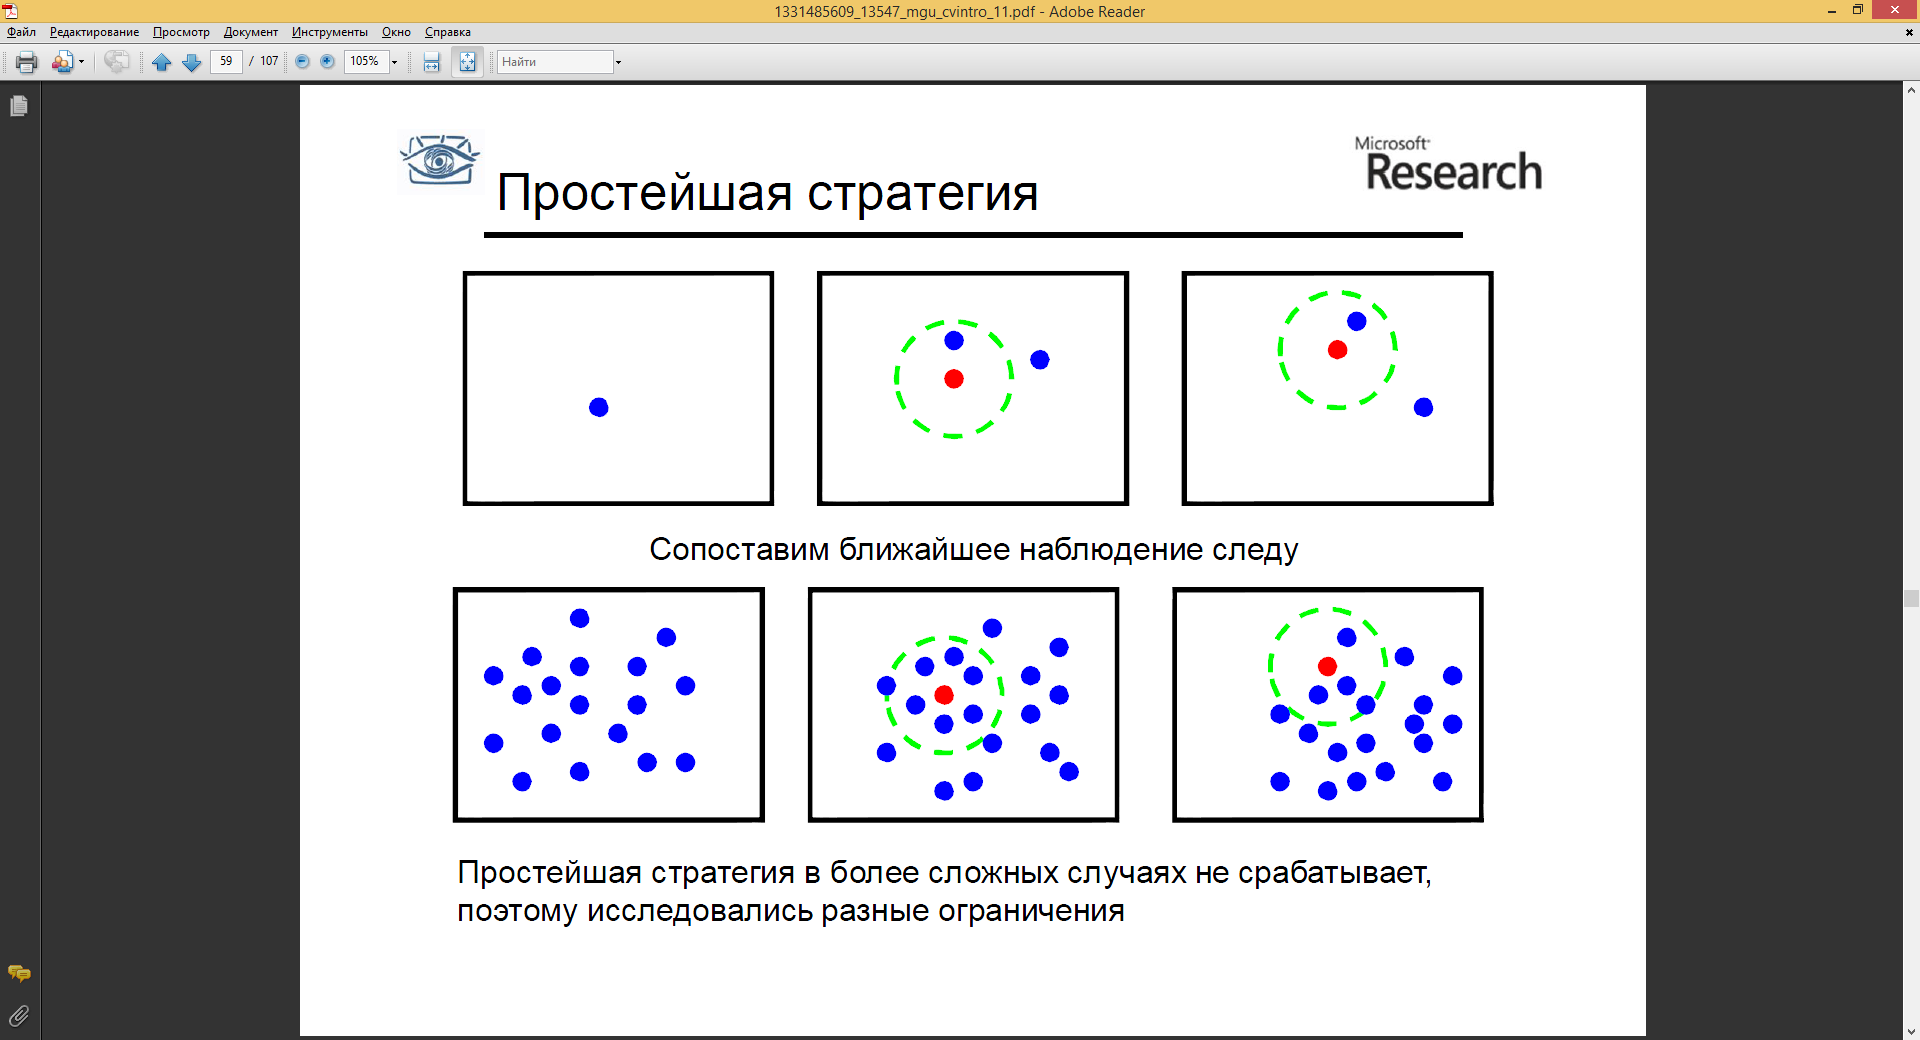 1331485609_13547_mgu_cvintro_11.pdf - Adobe Reader
Файл Редактирование Просмотр Документ Инструменты Окно Справка
59 / 107 105% Найти
Microsoft
Research
Простейшая стратегия
Сопоставим ближайшее наблюдение следу
Простейшая стратегия в более сложных случаях не срабатывает,
поэтому исследовались разные ограничения